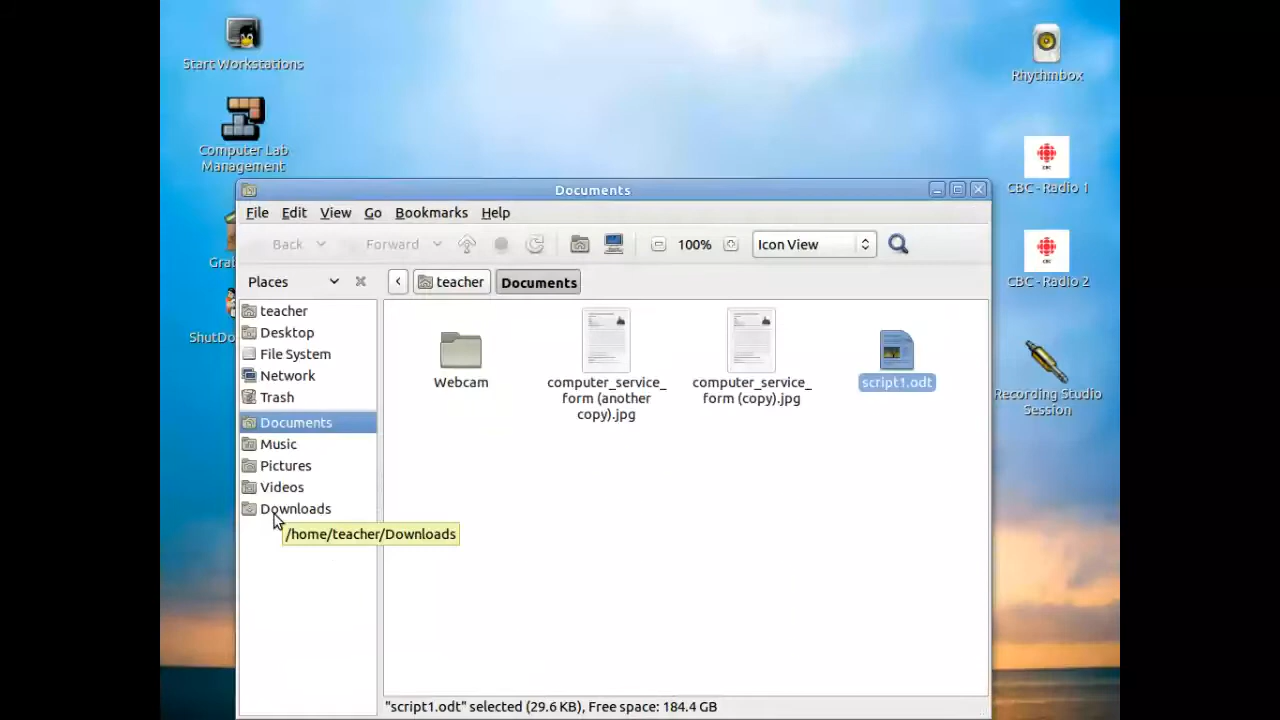 Start Workstations
Computer Lab
Management
Grab
ShutDo
Rhythmbox
CBC
CBC - Radio 1
CBC
CBC - Radio 2
Recording Studio
Session
Documents
File Edit View Go Bookmarks Help
Back Forward 100% Icon View
Places teacher Documents
teacher
Desktop
File System
Network
Trash
Documents
Music
Pictures
Videos
Downloads
/home/teacher/Downloads
Webcam
computer_service_
form (another
copy).jpg
computer_service_
form (copy).jpg
script1.odt
"script1.odt" selected (29.6 KB), Free space: 184.4 GB